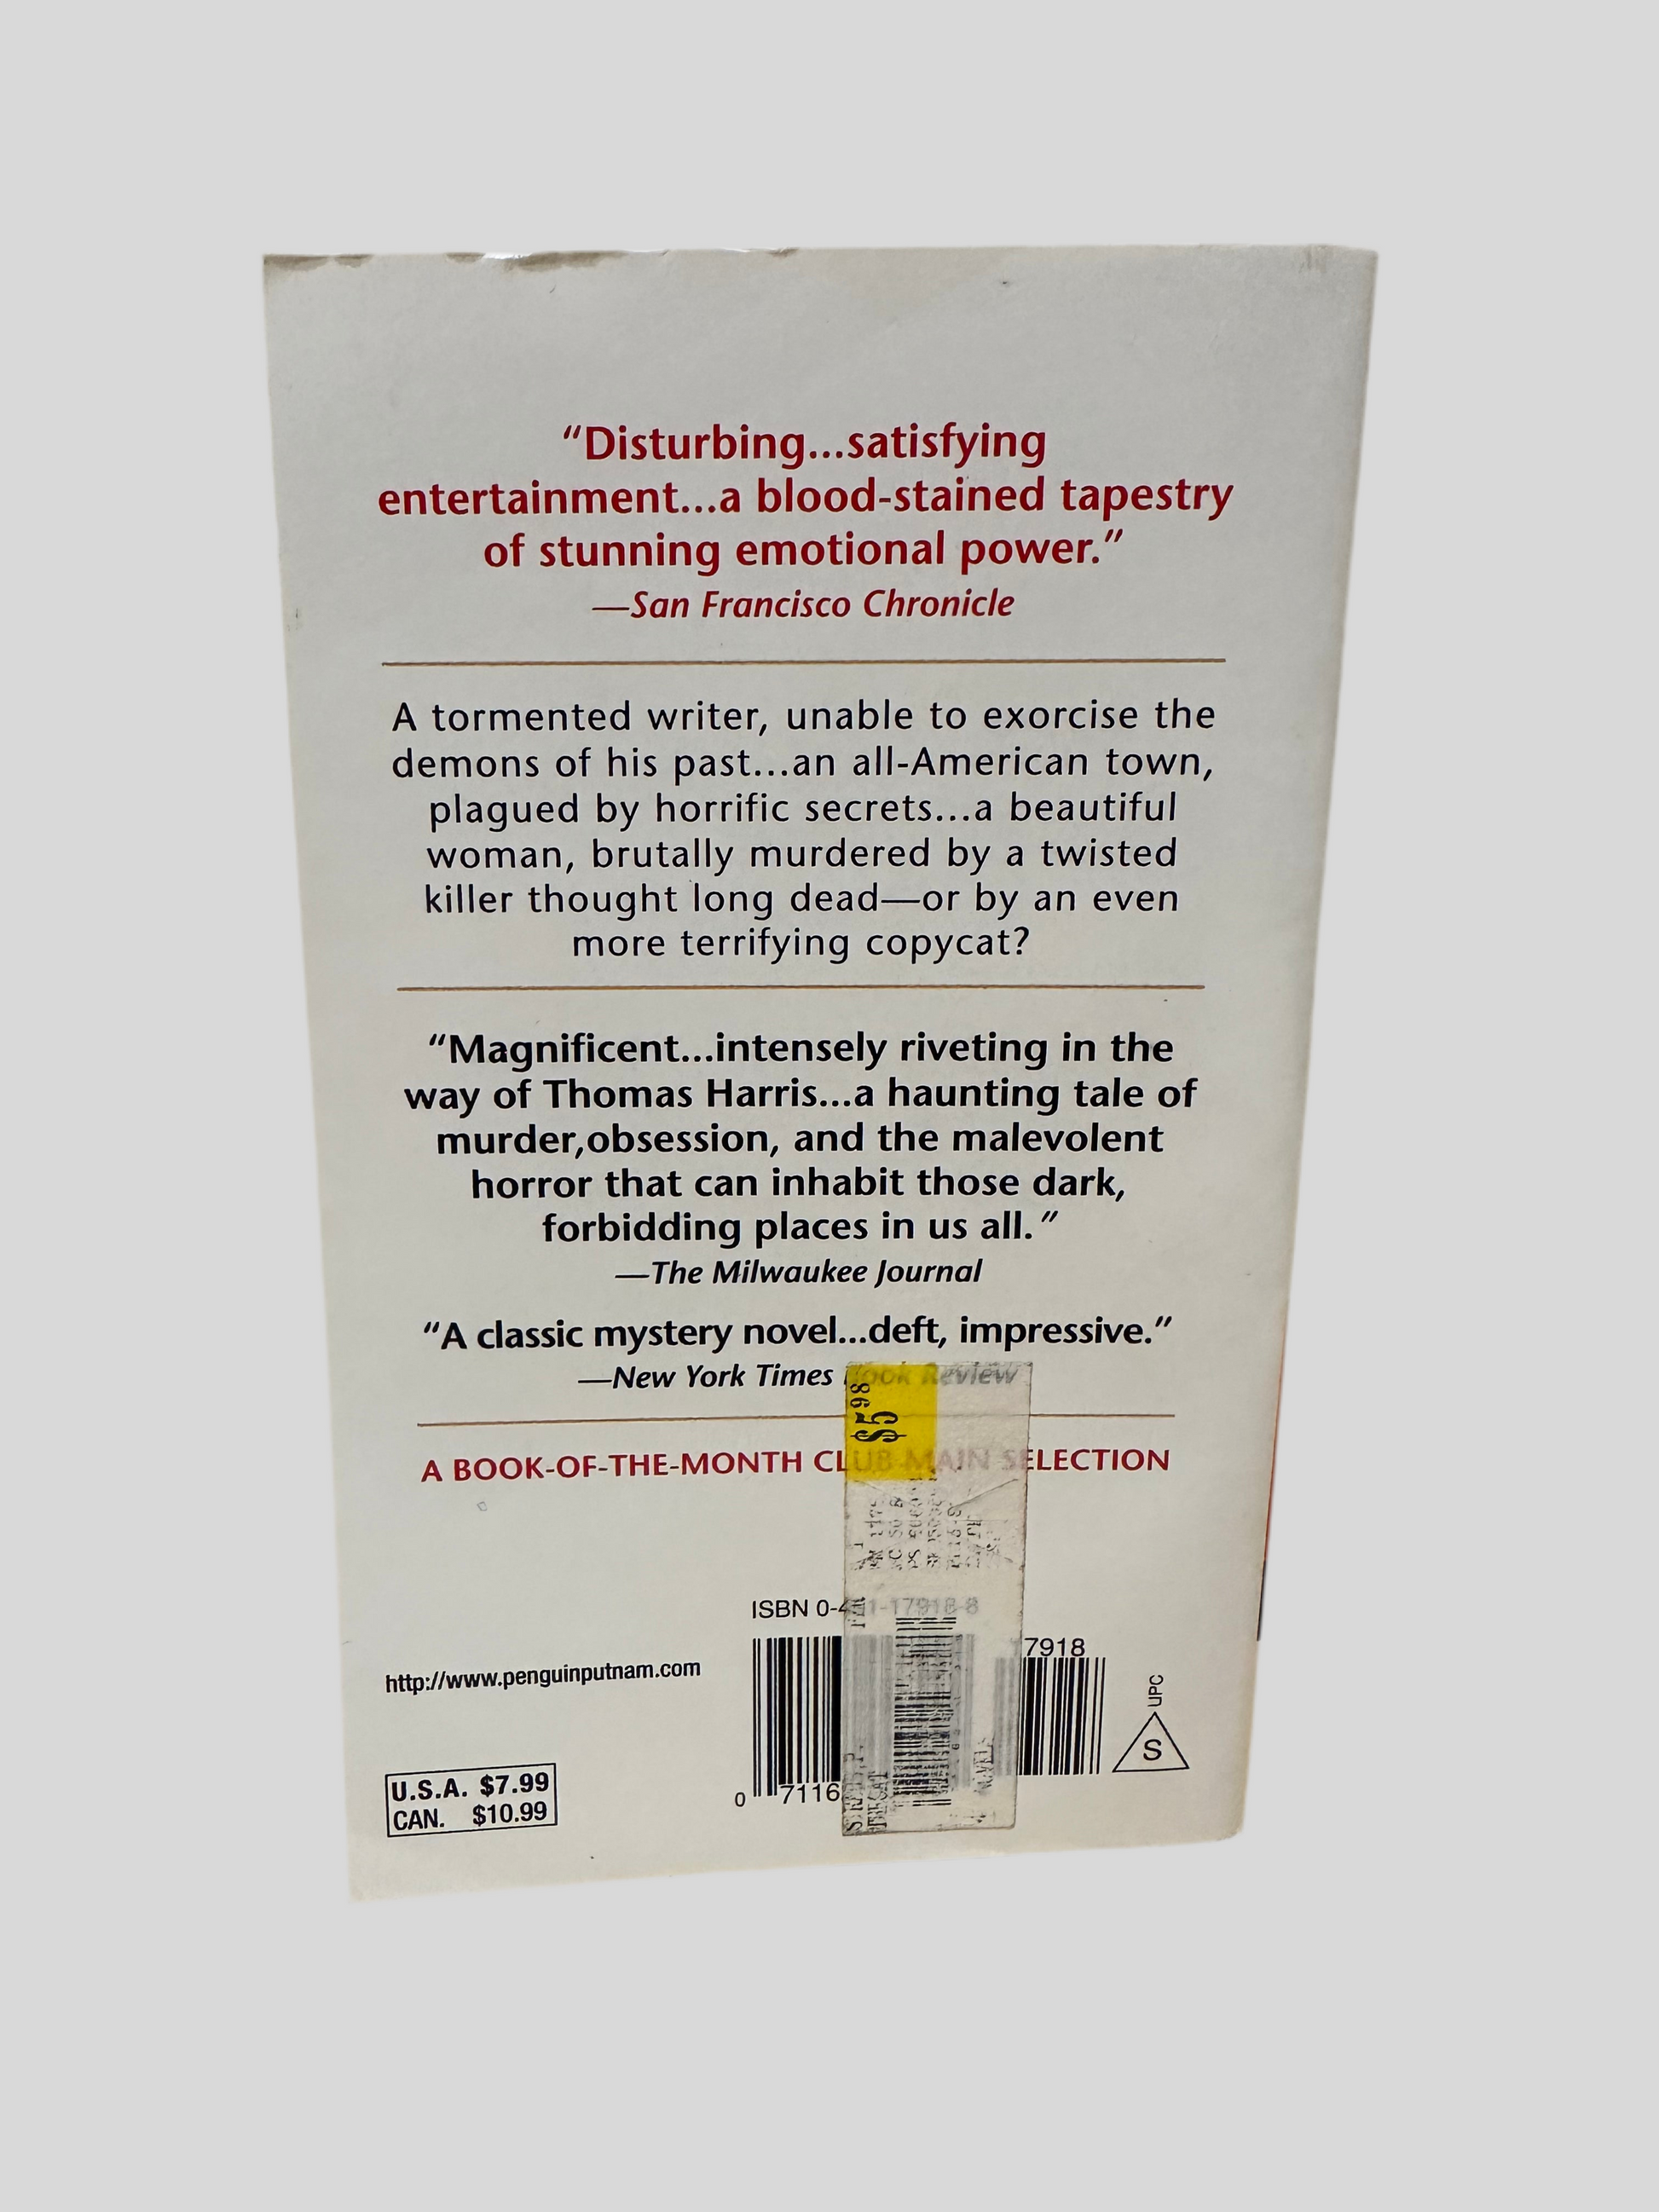 “Disturbing...satisfying
entertainment...a blood-stained tapestry
of stunning emotional power.”
—San Francisco Chronicle
A tormented writer, unable to exorcise the
demons of his past...an all-American town,
plagued by horrific secrets...a beautiful
woman, brutally murdered by a twisted
killer thought long dead—or by an even
more terrifying copycat?
“Magnificent...intensely riveting in the
way of Thomas Harris...a haunting tale of
murder,obsession, and the malevolent
horror that can inhabit those dark,
forbidding places in us all.”
—The Milwaukee Journal
“A classic mystery novel...deft, impressive.”
—New York Times Book Review
$5.98
A BOOK-OF-THE-MONTH CLUB MAIN SELECTION
ISBN 0-451-17918-8
http://www.penguinputnam.com
17918
UPC
S
0 7116
U.S.A. $7.99
CAN. $10.99